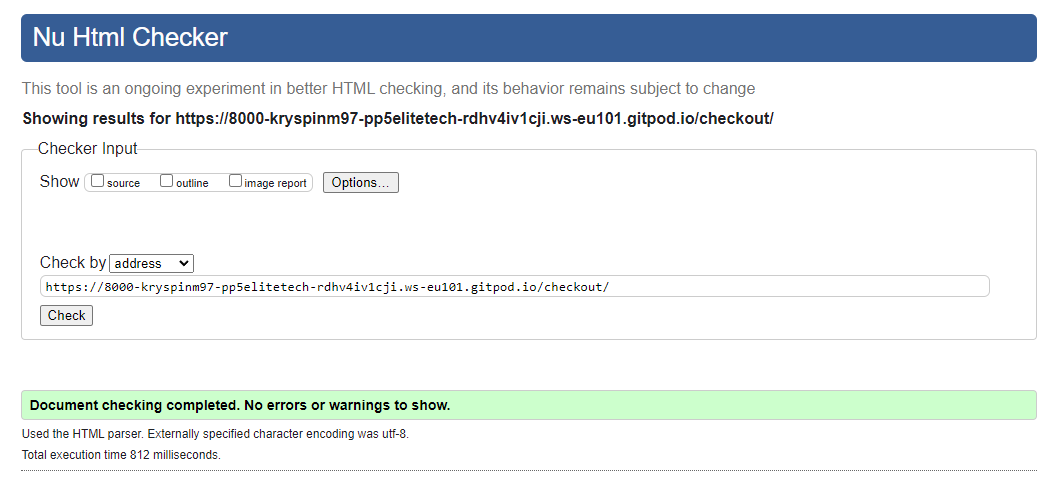 Nu Html Checker
This tool is an ongoing experiment in better HTML checking, and its behavior remains subject to change
Showing results for https://8000-kryspinm97-pp5elitetech-rdhv4iv1cji.ws-eu101.gitpod.io/checkout/
Checker Input
Show source outline image report Options...
Check by address
https://8000-kryspinm97-pp5elitetech-rdhv4iv1cji.ws-eu101.gitpod.io/checkout/
Check
Document checking completed. No errors or warnings to show.
Used the HTML parser. Externally specified character encoding was utf-8.
Total execution time 812 milliseconds.